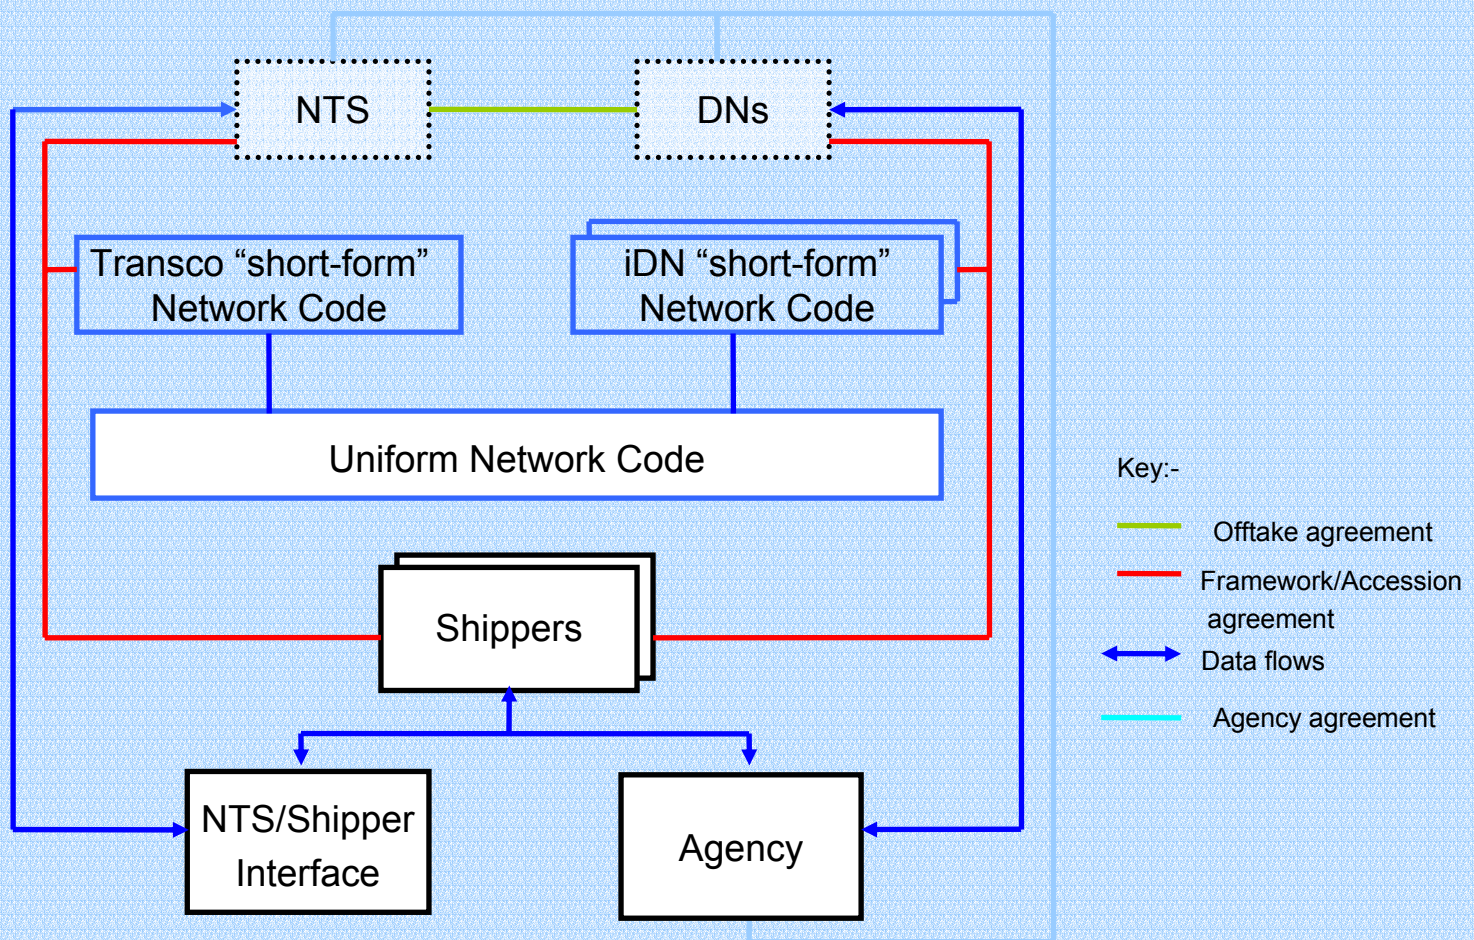 NTS
DNs
Transco “short-form”
Network Code
iDN “short-form”
Network Code
Uniform Network Code
Shippers
NTS/Shipper
Interface
Agency
Key:-
Offtake agreement
Framework/Accession
agreement
Data flows
Agency agreement